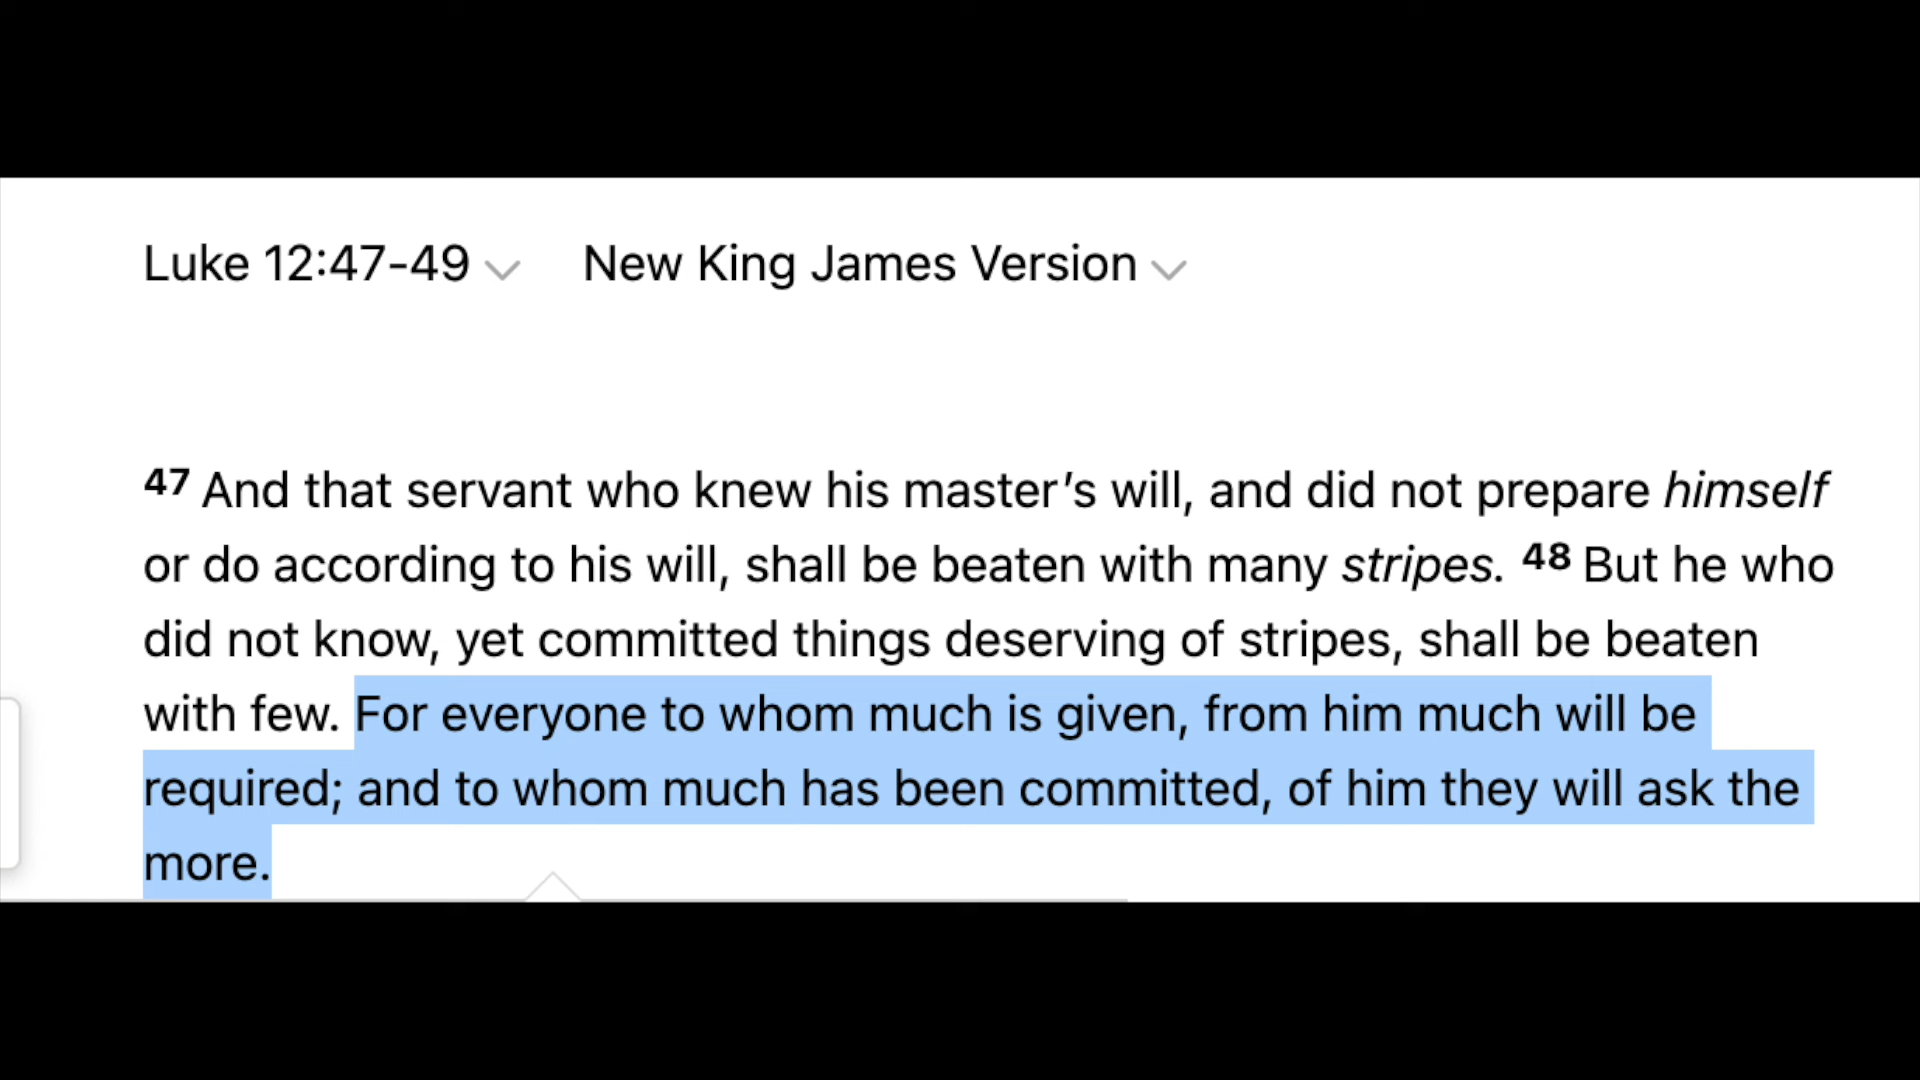 Luke 12:47-49 New King James Version
47 And that servant who knew his master’s will, and did not prepare himself
or do according to his will, shall be beaten with many stripes. 48 But he who
did not know, yet committed things deserving of stripes, shall be beaten
with few. For everyone to whom much is given, from him much will be
required; and to whom much has been committed, of him they will ask the
more.